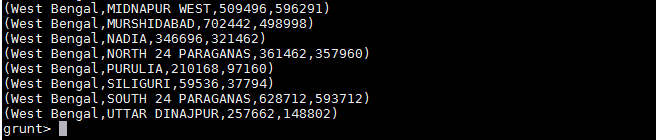 (West Bengal,MIDNAPUR WEST,509496,596291)
(West Bengal,MURSHIDABAD,702442,498998)
(West Bengal,NADIA,346696,321462)
(West Bengal,NORTH 24 PARAGANAS,361462,357960)
(West Bengal,PURULIA,210168,97160)
(West Bengal,SILIGURI,59536,37794)
(West Bengal,SOUTH 24 PARAGANAS,628712,593712)
(West Bengal,UTTAR DINAJPUR,257662,148802)
grunt>